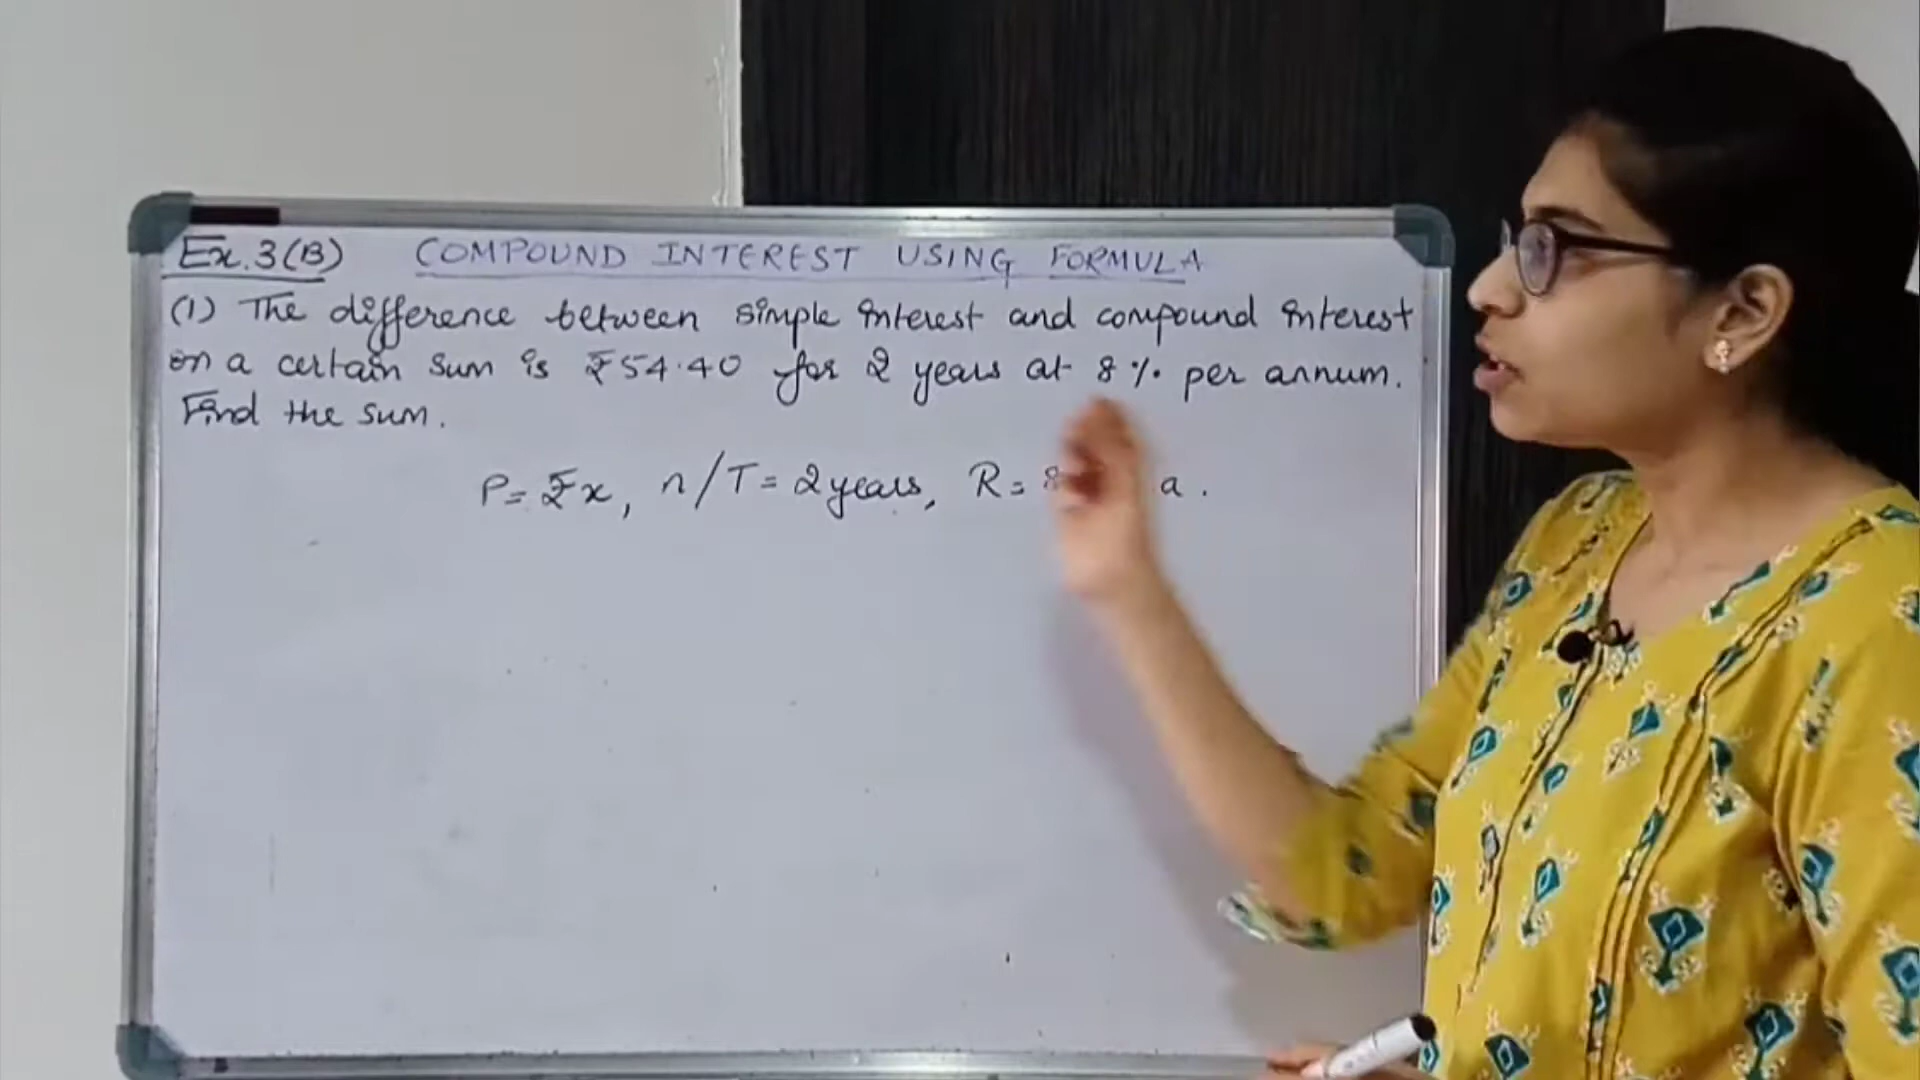 Ex. 3(B) COMPOUND INTEREST USING FORMULA
(1) The difference between simple interest and compound interest
on a certain sum is ₹54.40 for 2 years at 8% per annum.
Find the sum.
P = ₹x, n/T = 2 years, R = 8 a.